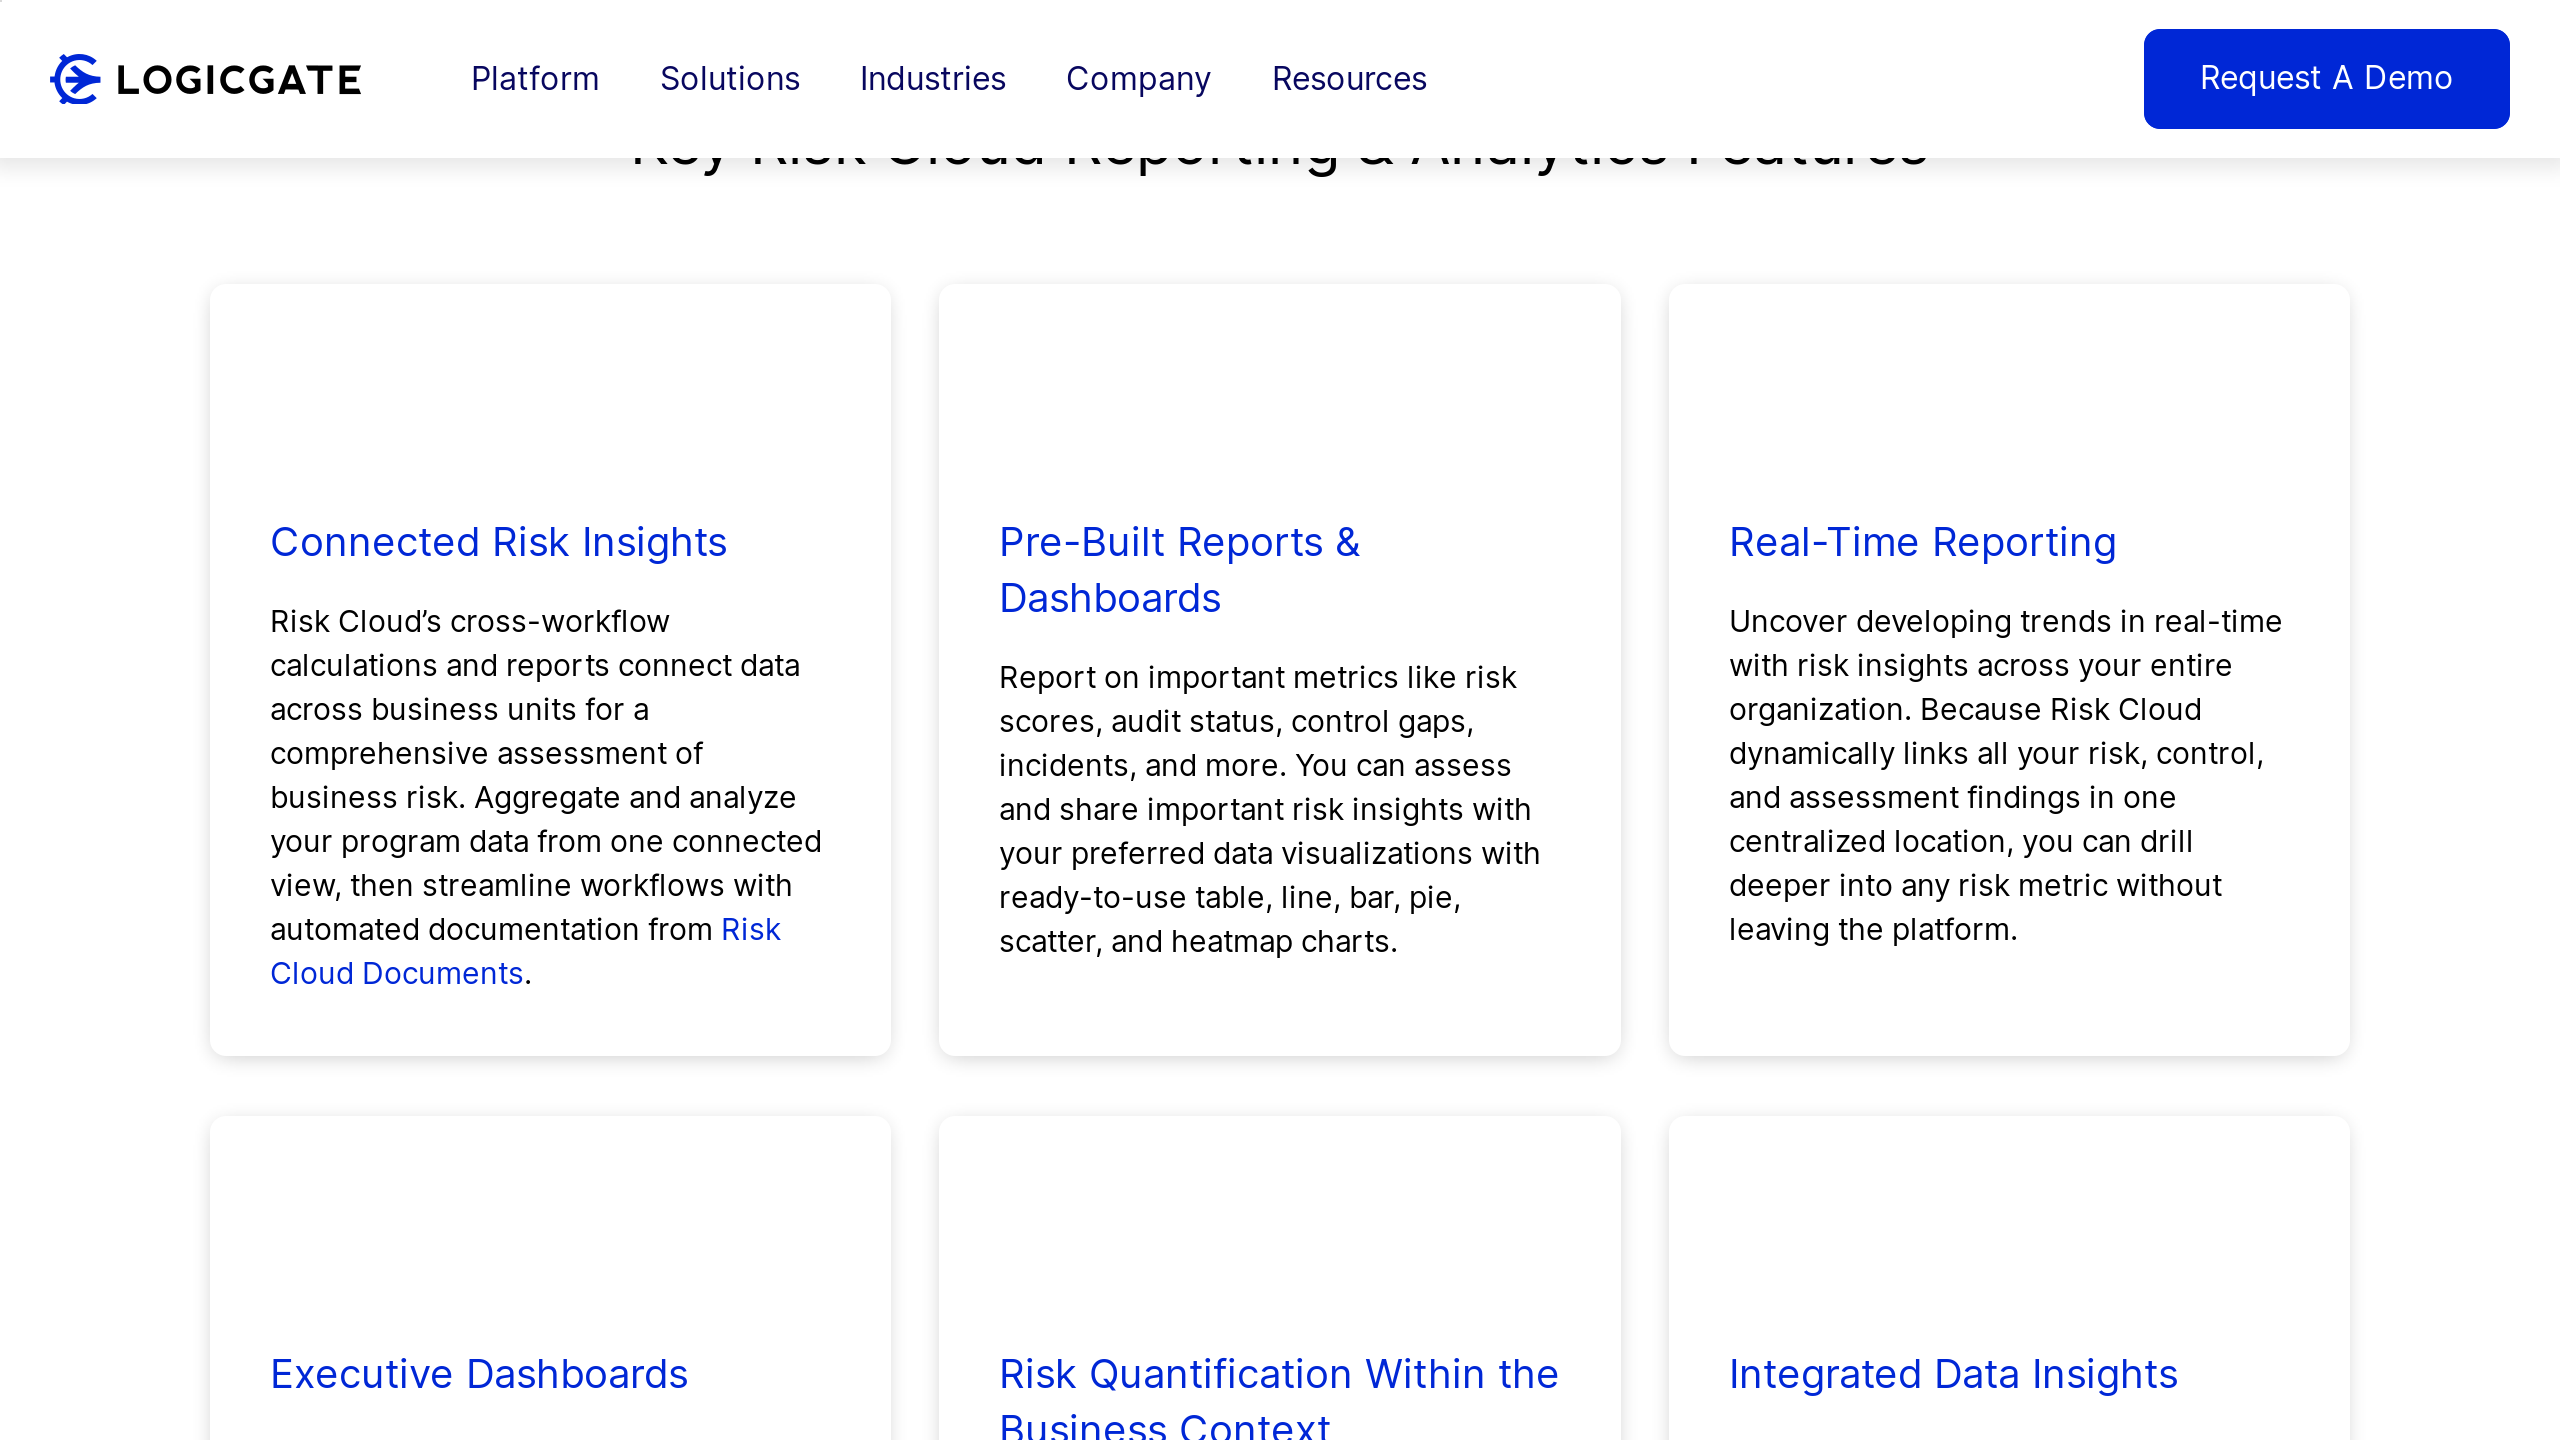 LOGICGATE
Platform
Solutions
Industries
Company
Resources
Request A Demo
Key Risk Cloud Reporting & Analytics Features
Connected Risk Insights
Risk Cloud’s cross-workflow
calculations and reports connect data
across business units for a
comprehensive assessment of
business risk. Aggregate and analyze
your program data from one connected
view, then streamline workflows with
automated documentation from Risk
Cloud Documents.
Pre-Built Reports &
Dashboards
Report on important metrics like risk
scores, audit status, control gaps,
incidents, and more. You can assess
and share important risk insights with
your preferred data visualizations with
ready-to-use table, line, bar, pie,
scatter, and heatmap charts.
Real-Time Reporting
Uncover developing trends in real-time
with risk insights across your entire
organization. Because Risk Cloud
dynamically links all your risk, control,
and assessment findings in one
centralized location, you can drill
deeper into any risk metric without
leaving the platform.
Executive Dashboards
Risk Quantification Within the
Business Context
Integrated Data Insights